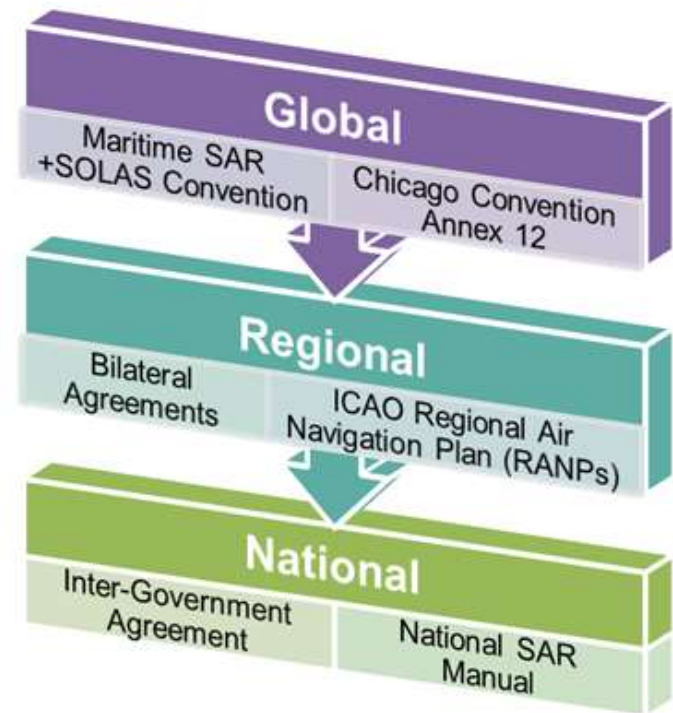 Global
Maritime SAR
+SOLAS Convention
Chicago Convention
Annex 12
Regional
Bilateral
Agreements
ICAO Regional Air
Navigation Plan (RANPs)
National
Inter-Government
Agreement
National SAR
Manual